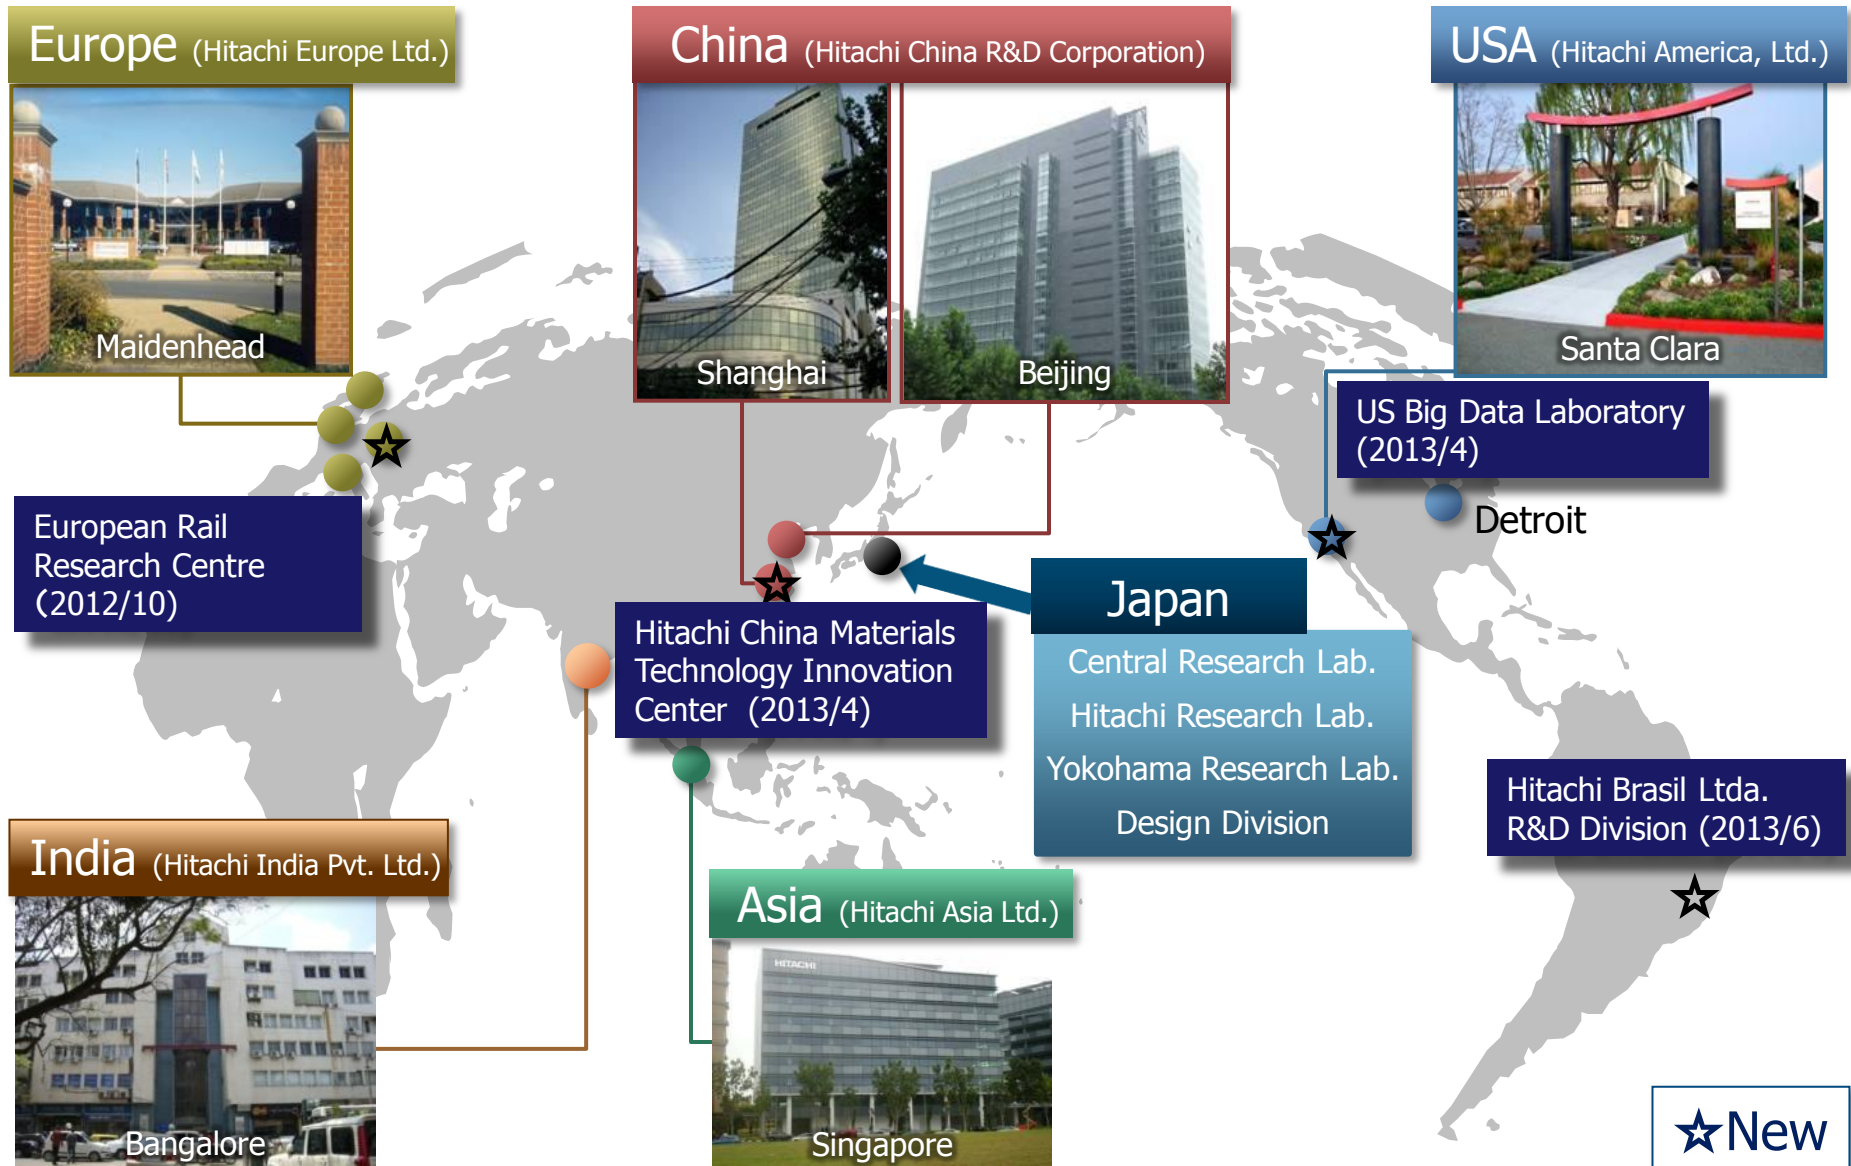 Europe (Hitachi Europe Ltd.)
Maidenhead
European Rail
Research Centre
(2012/10)
China (Hitachi China R&D Corporation)
Shanghai
Beijing
Hitachi China Materials
Technology Innovation
Center (2013/4)
USA (Hitachi America, Ltd.)
Santa Clara
US Big Data Laboratory
(2013/4)
Detroit
Japan
Central Research Lab.
Hitachi Research Lab.
Yokohama Research Lab.
Design Division
Hitachi Brasil Ltda.
R&D Division (2013/6)
India (Hitachi India Pvt. Ltd.)
Bangalore
Asia (Hitachi Asia Ltd.)
HITACHI
Singapore
☆New